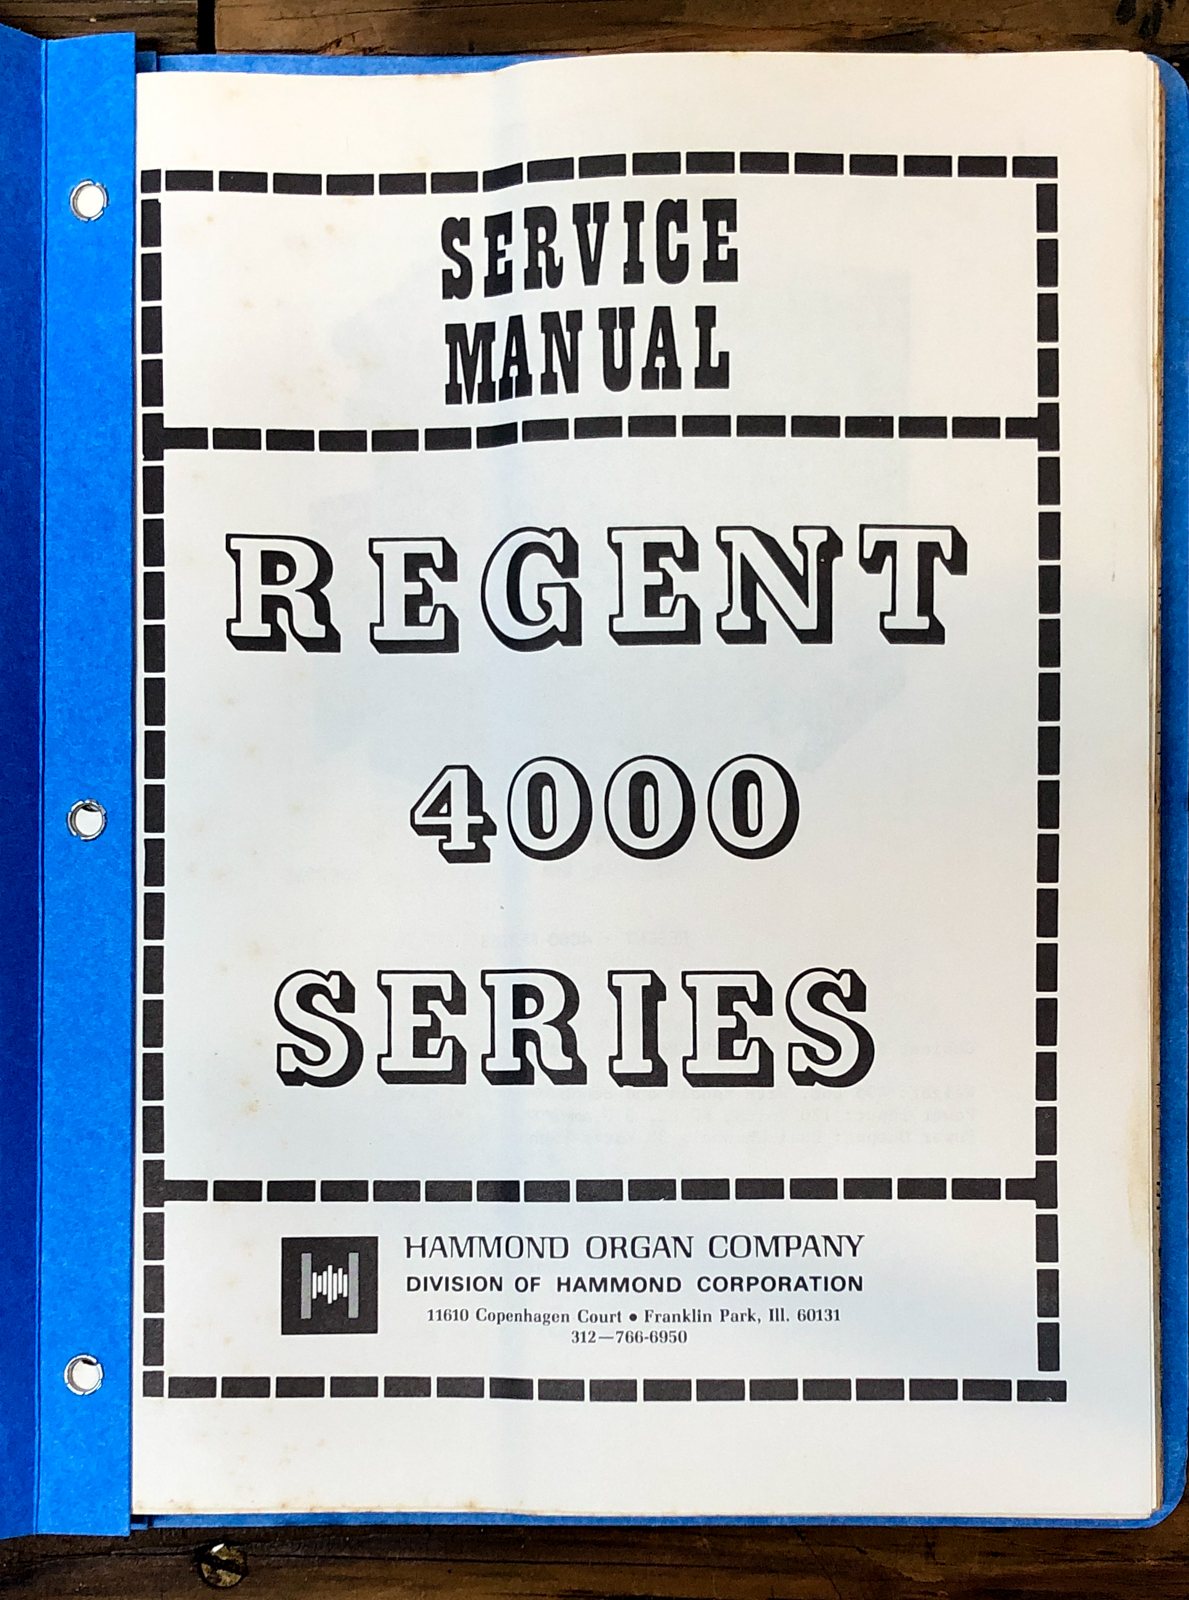 SERVICE
MANUAL
REGENT
4000
SERIES
HAMMOND ORGAN COMPANY
DIVISION OF HAMMOND CORPORATION
11610 Copenhagen Court ● Franklin Park, Ill. 60131
312—766-6950